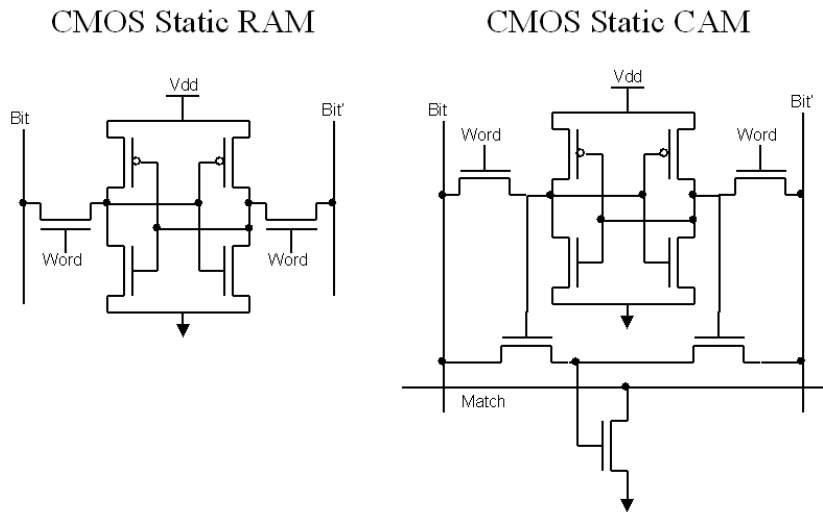 CMOS Static RAM
Vdd
Bit
Bit'
Word
Word
CMOS Static CAM
Vdd
Bit
Bit'
Word
Word
Match